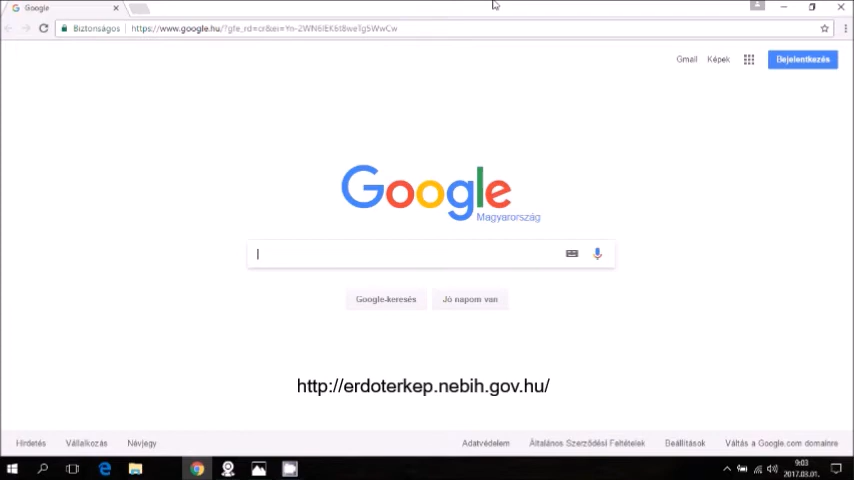 Google
Biztonságos
https://www.google.hu/?gfe_rd=cr&ei=
Gmail Képek Bejelentkezés
Google
Magyarország
Google-keresés Jó napom van
http://erdoterkep.nebih.gov.hu/
Hirdetés Vállalkozás Névjegy Adatvédelem Általános Szerződési Feltételek Beállítások Váltás a Google.com domainre
9:03
2017.03.01.